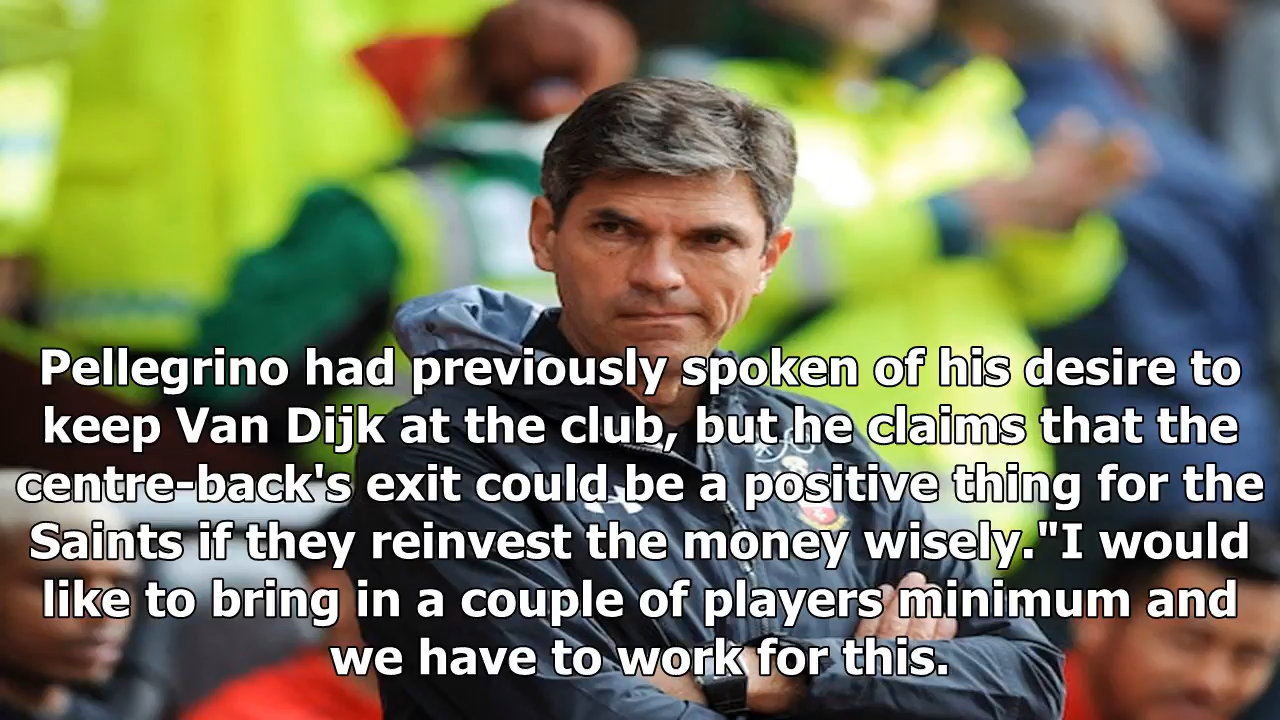 Pellegrino had previously spoken of his desire to
keep Van Dijk at the club, but he claims that the
centre-back's exit could be a positive thing for the
Saints if they reinvest the money wisely."I would
like to bring in a couple of players minimum and
we have to work for this.